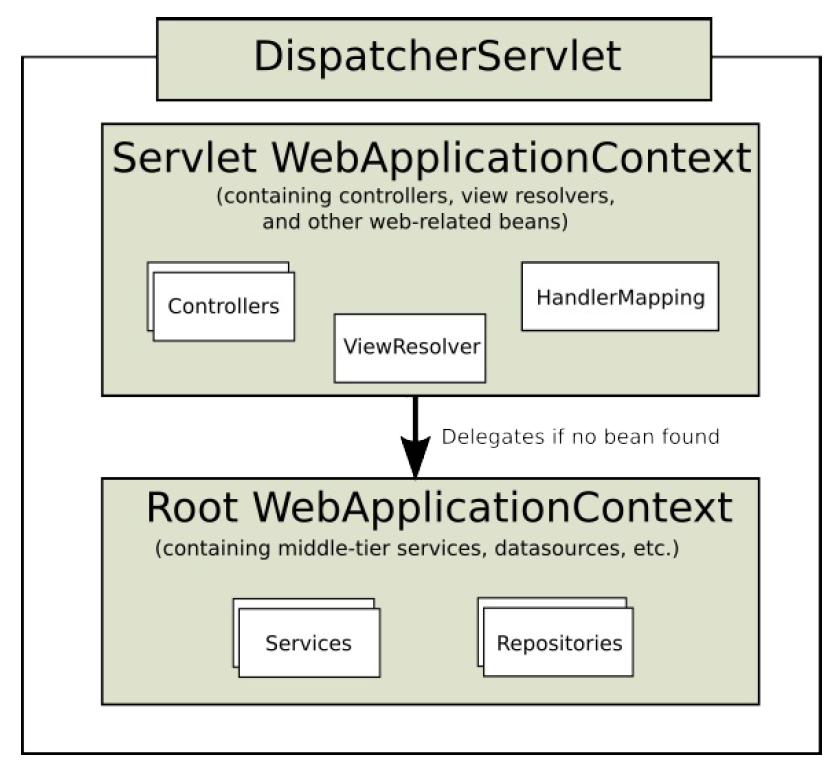 DispatcherServlet
Servlet WebApplicationContext
(containing controllers, view resolvers,
and other web-related beans)
Controllers
HandlerMapping
ViewResolver
Delegates if no bean found
Root WebApplicationContext
(containing middle-tier services, datasources, etc.)
Services
Repositories